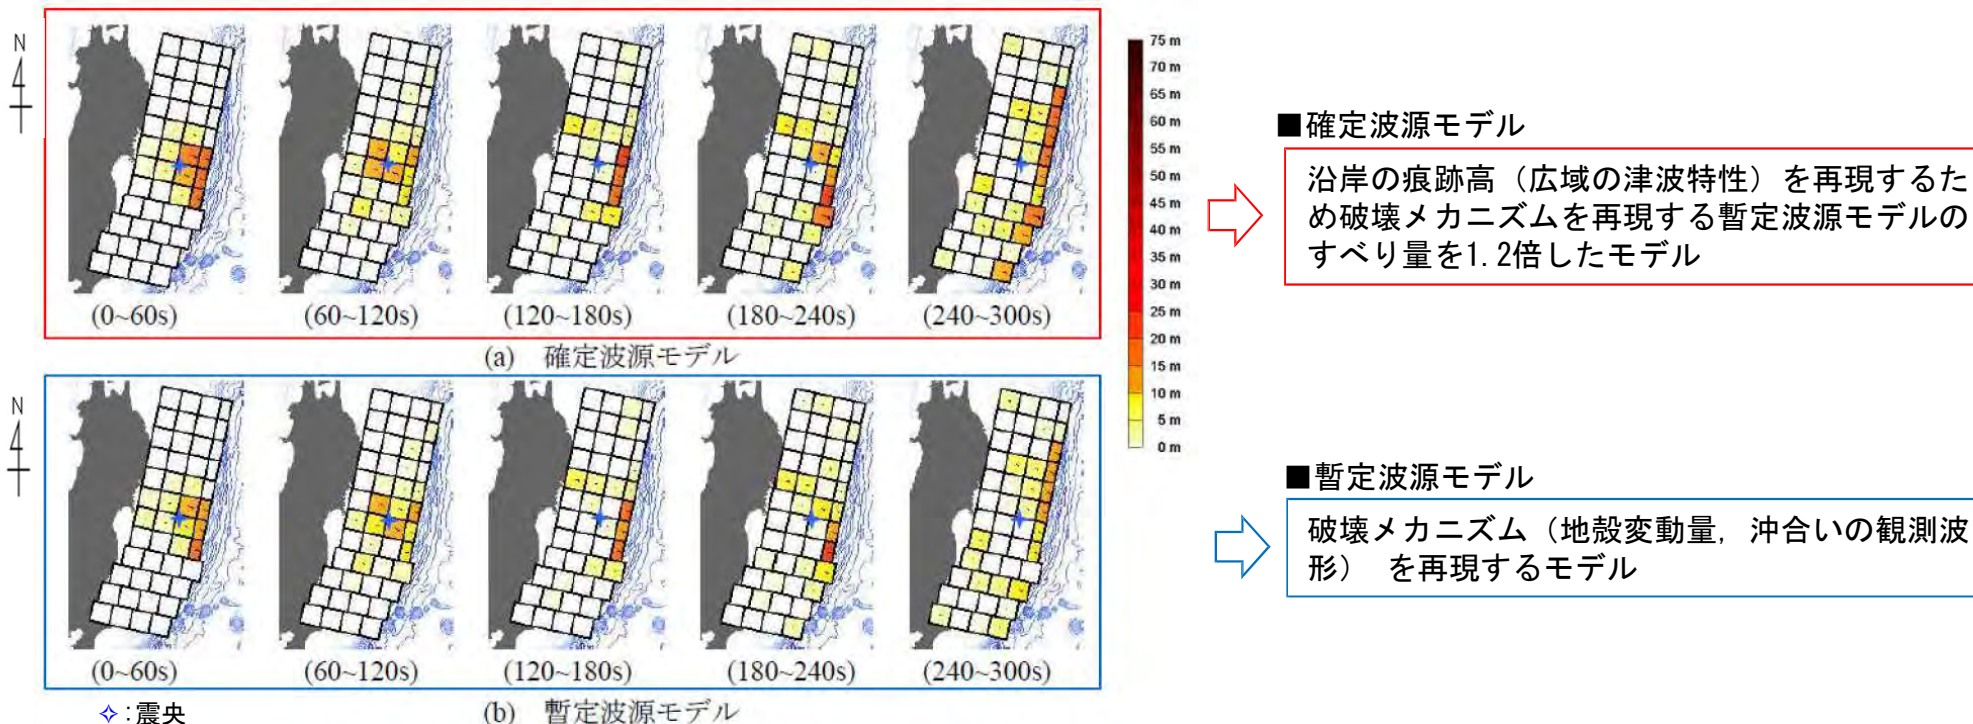 N
(0~60s)
(60~120s)
(120~180s)
(180~240s)
(240~300s)
(a) 確定波源モデル
75 m
70 m
65 m
60 m
55 m
50 m
45 m
40 m
35 m
30 m
25 m
20 m
15 m
10 m
5 m
0 m
■確定波源モデル
沿岸の痕跡高（広域の津波特性）を再現するた
め破壊メカニズムを再現する暫定波源モデルの
すべり量を1.2倍したモデル
N
(0~60s)
(60~120s)
(120~180s)
(180~240s)
(240~300s)
✧:震央
(b) 暫定波源モデル
■暫定波源モデル
破壊メカニズム（地殻変動量，沖合いの観測波
形） を再現するモデル